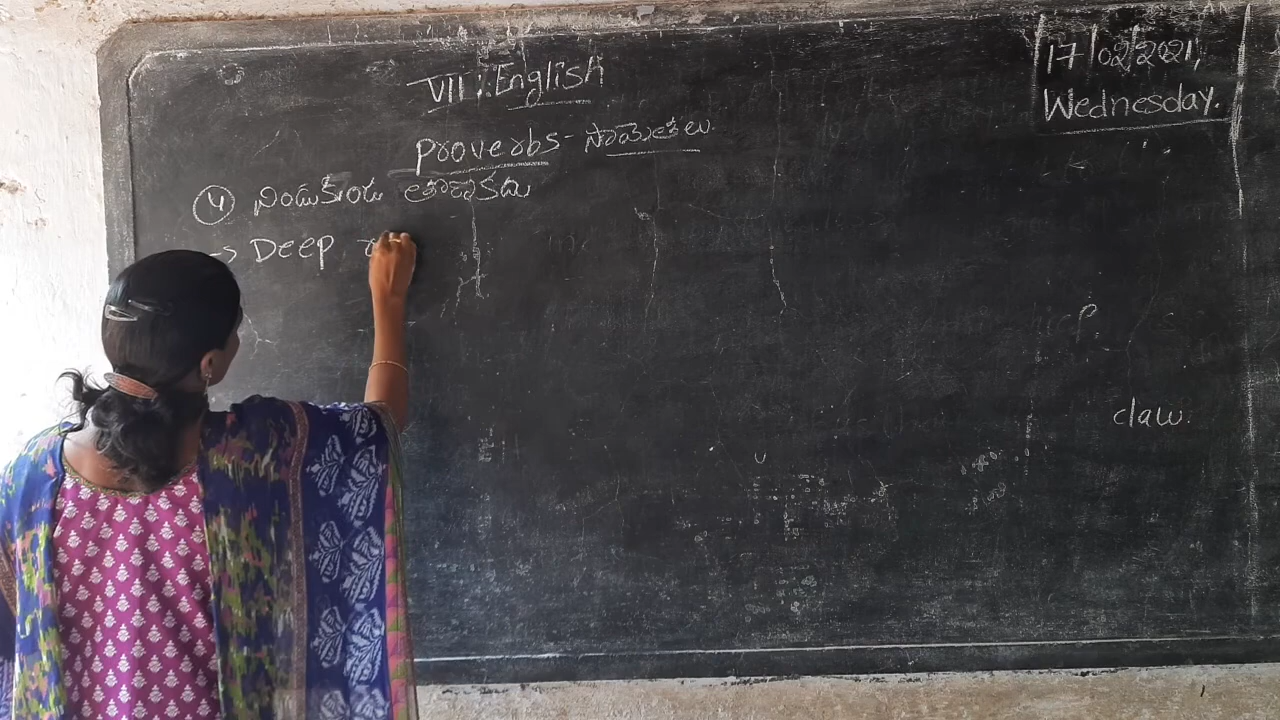 VII : English
17/02/2021,
Wednesday.
Proverbs - సామెతలు.
4 నిండుకుండ తొణకదు
-> Deep
claw.